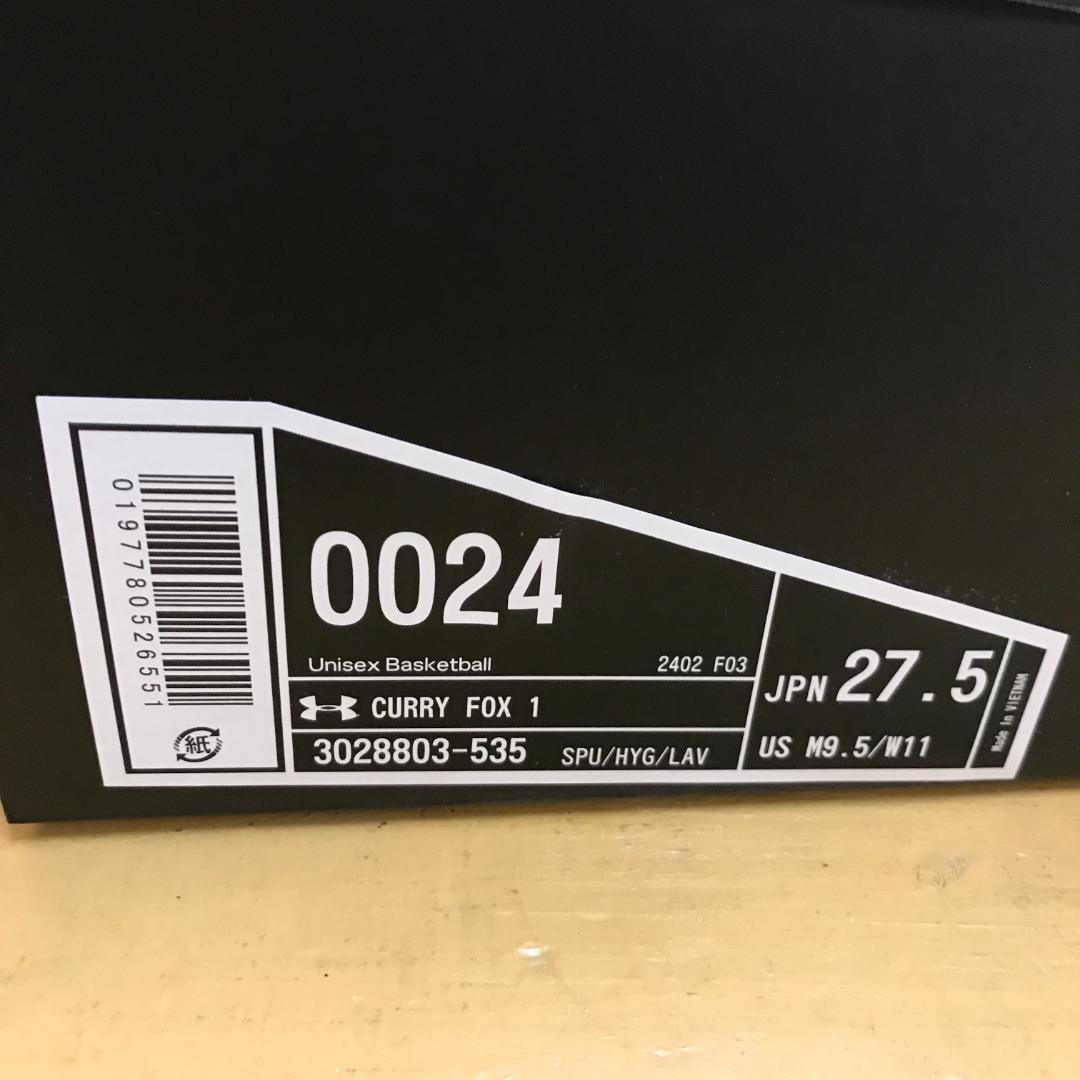 0197780526551
紙
0024
Unisex Basketball
2402 F03
CURRY FOX 1
3028803-535
SPU/HYG/LAV
JPN 27.5
US M9.5/W11
Made in VIETNAM